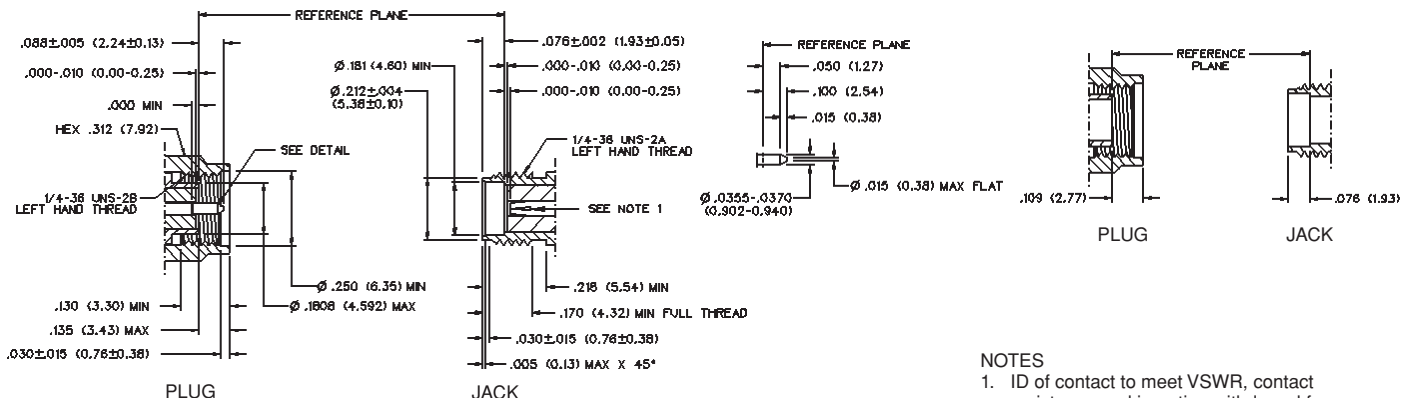 REFERENCE PLANE
.088±.005 (2.24±0.13)
.000-.010 (0.00-0.25)
.000 MIN
HEX .312 (7.92)
SEE DETAIL
1/4-36 UNS-2B
LEFT HAND THREAD
.130 (3.30) MIN
.135 (3.43) MAX
.030±.015 (0.76±0.38)
Ø.250 (6.35) MIN
Ø.1808 (4.592) MAX
PLUG
.076±.002 (1.93±0.05)
Ø.181 (4.60) MIN
.000-.010 (0.00-0.25)
Ø.212±.004
(5.38±0.10)
.000-.010 (0.00-0.25)
1/4-36 UNS-2A
LEFT HAND THREAD
SEE NOTE 1
.218 (5.54) MIN
.170 (4.32) MIN FULL THREAD
.030±.015 (0.76±0.38)
.005 (0.13) MAX X 45°
JACK
REFERENCE PLANE
.050 (1.27)
.100 (2.54)
.015 (0.38)
Ø.015 (0.38) MAX FLAT
Ø.0355-.0370
(0.902-0.940)
REFERENCE
PLANE
.109 (2.77)
.076 (1.93)
PLUG
JACK
NOTES
1. ID of contact to meet VSWR, contact